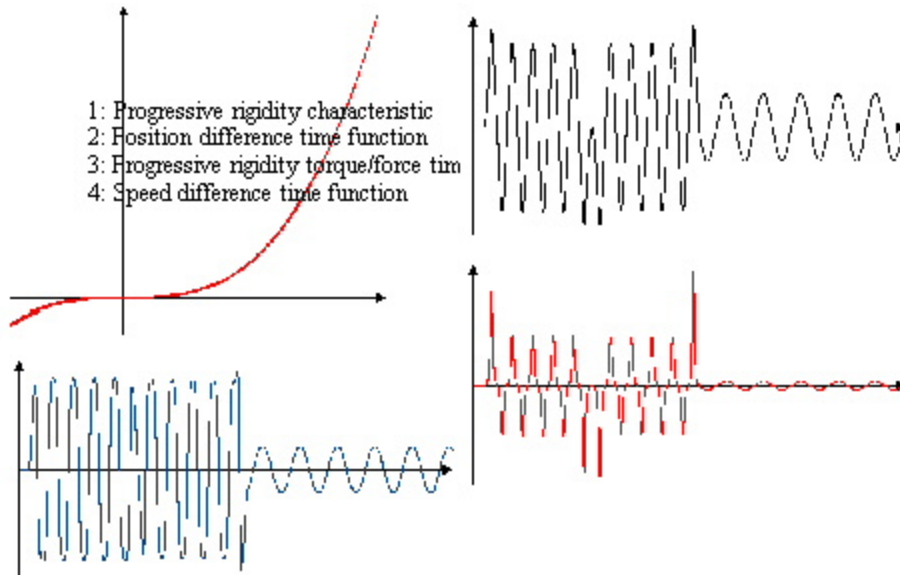 1: Progressive rigidity characteristic
2: Position difference time function
3: Progressive rigidity torque/force tim
4: Speed difference time function